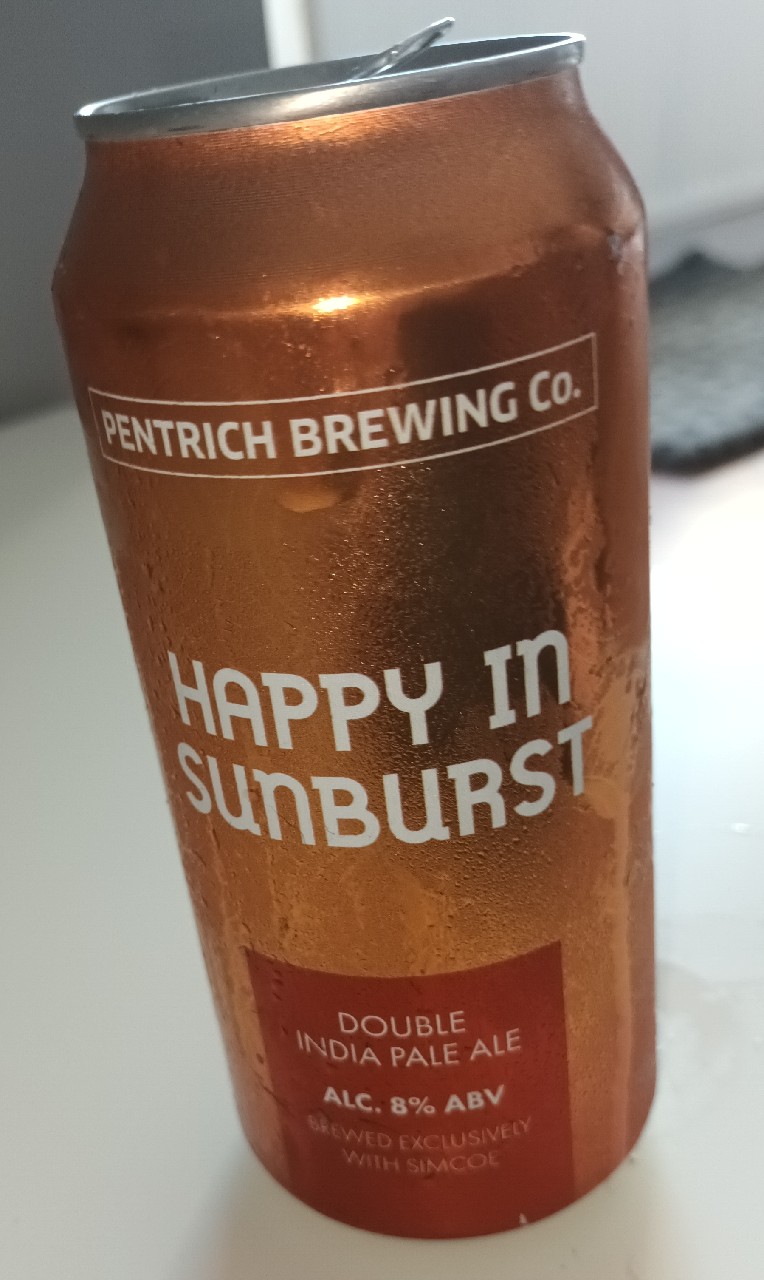 PENTRICH BREWING Co.
HAPPY IN
SUNBURST
DOUBLE
INDIA PALE ALE
ALC. 8% ABV
BREWED EXCLUSIVELY
WITH SIMCOE